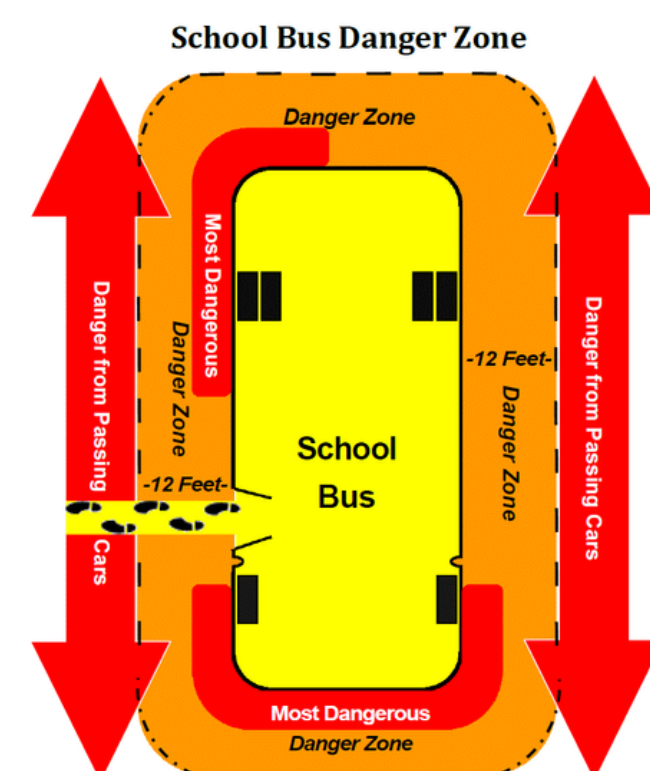 School Bus Danger Zone
Danger Zone
Most Dangerous
Danger from Passing Cars
Danger Zone
-12 Feet-
-12 Feet-
Danger Zone
Danger from Passing Cars
School
Bus
Most Dangerous
Danger Zone